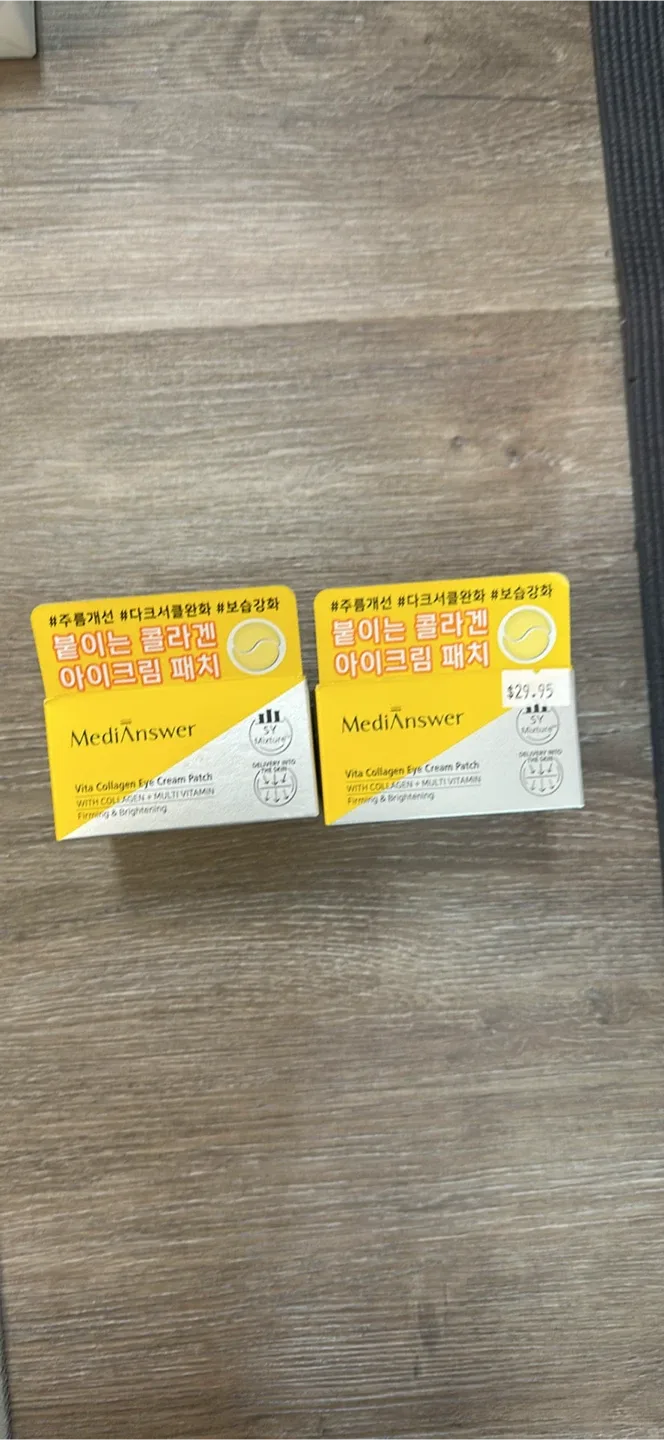 #주름개선 #다크서클완화 #보습강화
붙이는 콜라겐
아이크림 패치
MediAnswer
SY
Mixture
DELIVERY INTO
THE SKIN
Vita Collagen Eye Cream Patch
WITH COLLAGEN + MULTI VITAMIN
Firming & Brightening
#주름개선 #다크서클완화 #보습강화
붙이는 콜라겐
아이크림 패치
$29.95
MediAnswer
SY
Mixture
DELIVERY INTO
THE SKIN
Vita Collagen Eye Cream Patch
WITH COLLAGEN + MULTI VITAMIN
Firming & Brightening